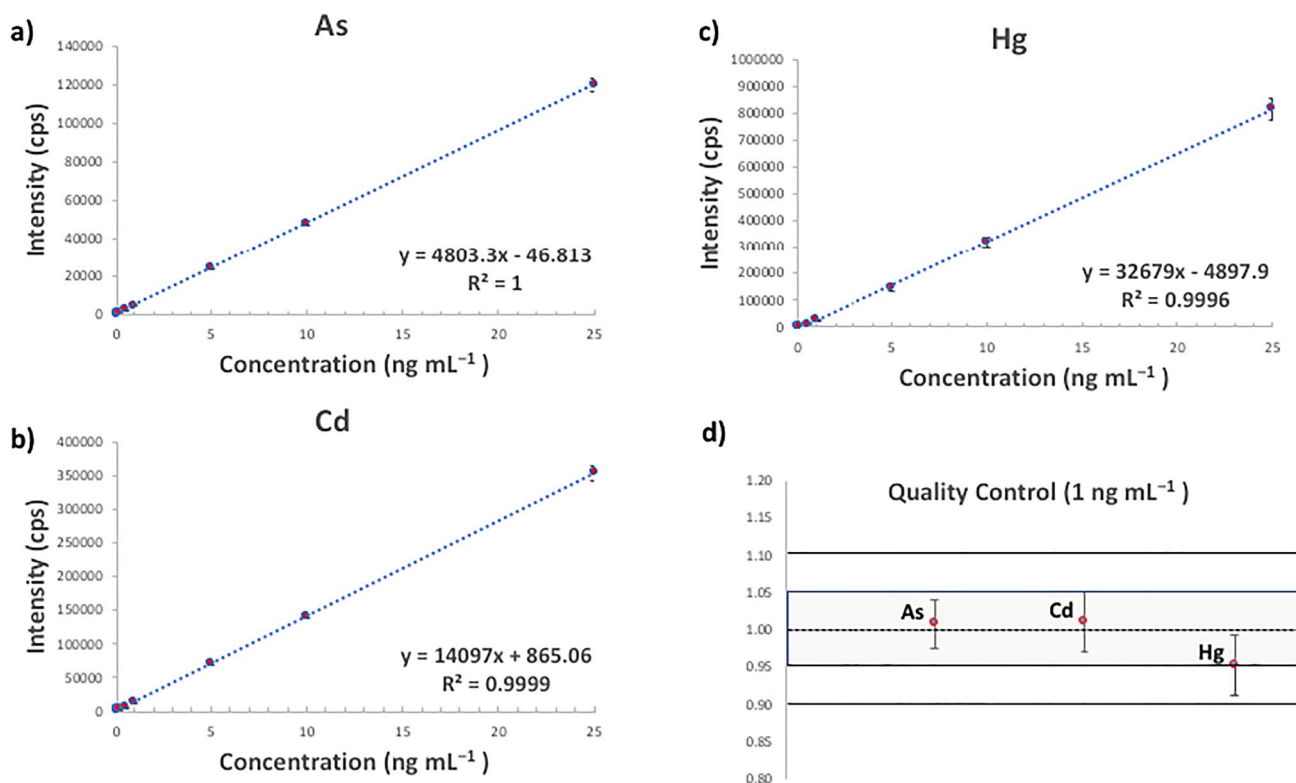 a)
As
Intensity (cps)
140000
120000
100000
80000
60000
40000
20000
0
y = 4803.3x - 46.813
R² = 1
0 5 10 15 20 25
Concentration (ng mL⁻¹ )
c)
Hg
Intensity (cps)
1000000
900000
800000
700000
600000
500000
400000
300000
200000
100000
0
y = 32679x - 4897.9
R² = 0.9996
0 5 10 15 20 25
Concentration (ng mL⁻¹ )
b)
Cd
Intensity (cps)
400000
350000
300000
250000
200000
150000
100000
50000
0
y = 14097x + 865.06
R² = 0.9999
0 5 10 15 20 25
Concentration (ng mL⁻¹ )
d)
Quality Control (1 ng mL⁻¹ )
1.20
1.15
1.10
1.05
1.00
0.95
0.90
0.85
0.80
As
Cd
Hg